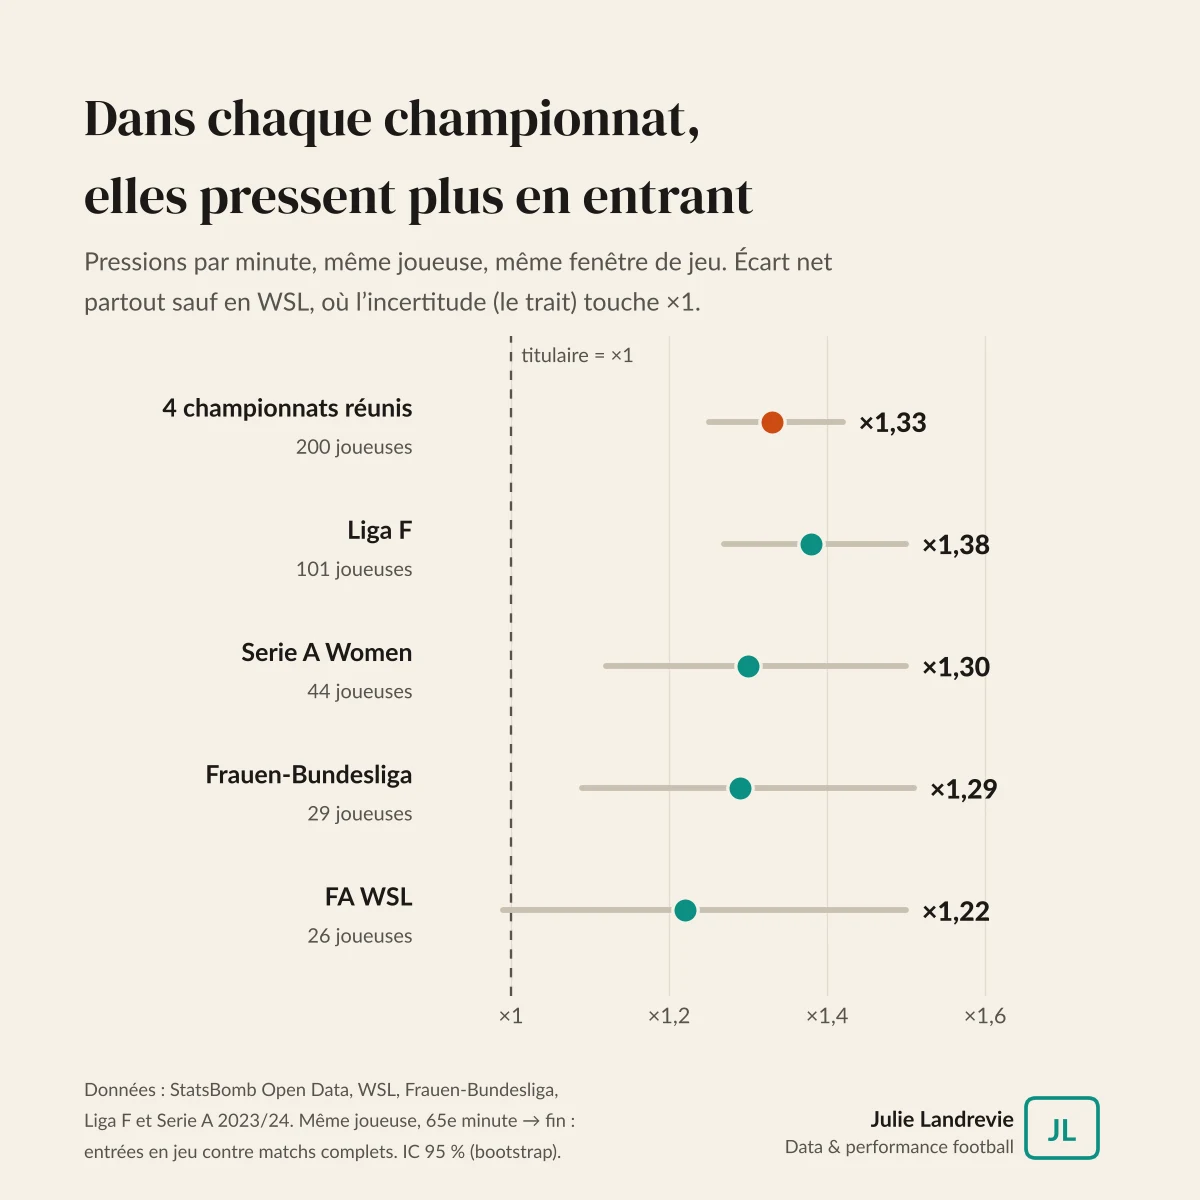 Dans chaque championnat,
elles pressent plus en entrant
Pressions par minute, même joueuse, même fenêtre de jeu. Écart net
partout sauf en WSL, où l’incertitude (le trait) touche ×1.
titulaire = ×1
4 championnats réunis
200 joueuses
×1,33
Liga F
101 joueuses
×1,38
Serie A Women
44 joueuses
×1,30
Frauen-Bundesliga
29 joueuses
×1,29
FA WSL
26 joueuses
×1,22
×1 ×1,2 ×1,4 ×1,6
Données : StatsBomb Open Data, WSL, Frauen-Bundesliga,
Liga F et Serie A 2023/24. Même joueuse, 65e minute → fin :
entrées en jeu contre matchs complets. IC 95 % (bootstrap).
Julie Landrevie
Data & performance football
JL